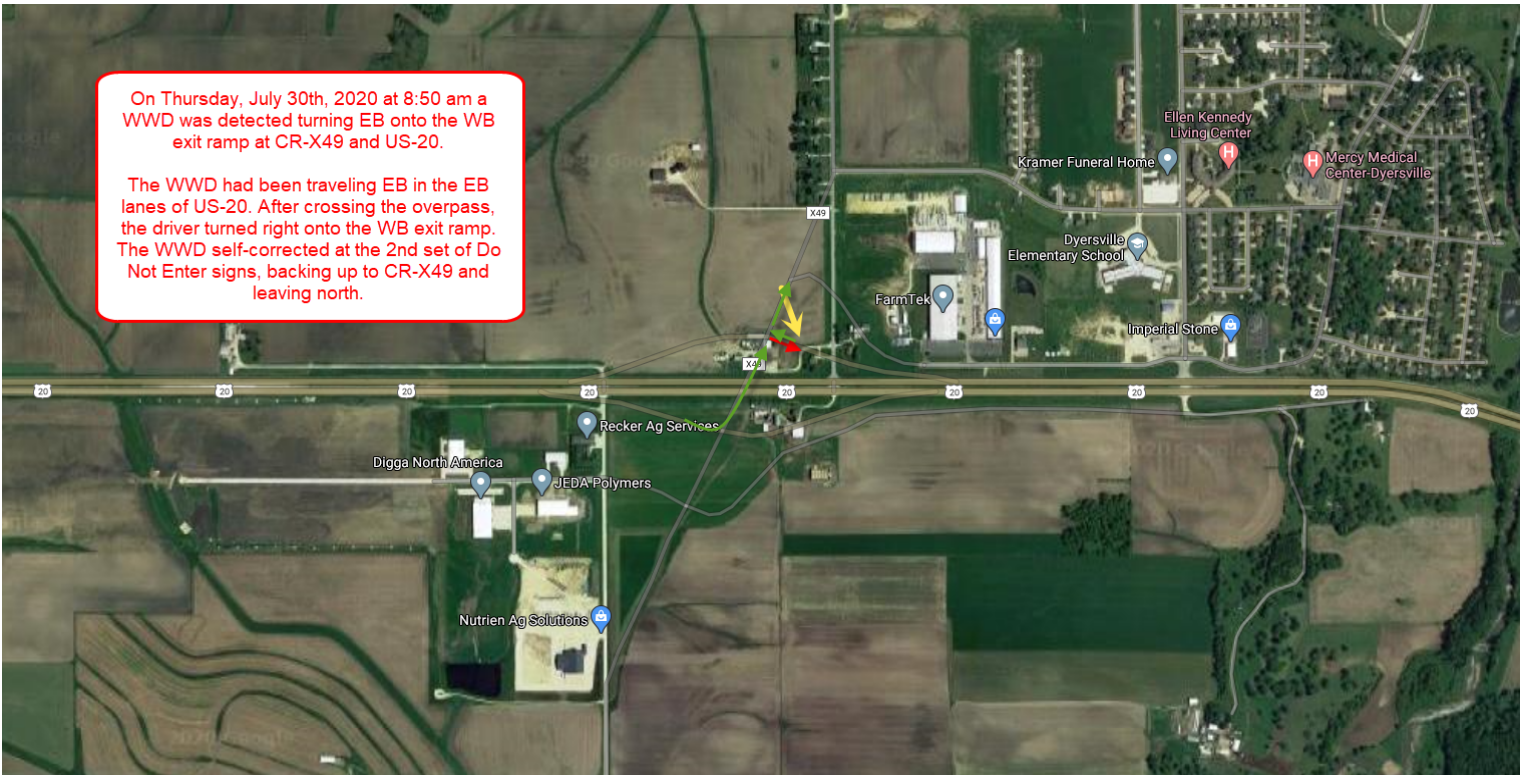 On Thursday, July 30th, 2020 at 8:50 am a
WWD was detected turning EB onto the WB
exit ramp at CR-X49 and US-20.
The WWD had been traveling EB in the EB
lanes of US-20. After crossing the overpass,
the driver turned right onto the WB exit ramp.
The WWD self-corrected at the 2nd set of Do
Not Enter signs, backing up to CR-X49 and
leaving north.
Ellen Kennedy
Living Center
Kramer Funeral Home
Mercy Medical
Center-Dyersville
X49
Dyersville
Elementary School
FarmTek
Imperial Stone
X49
20
20
20
20
20
20
20
20
20
Recker Ag Services
Digga North America
JEDA Polymers
Nutrien Ag Solutions